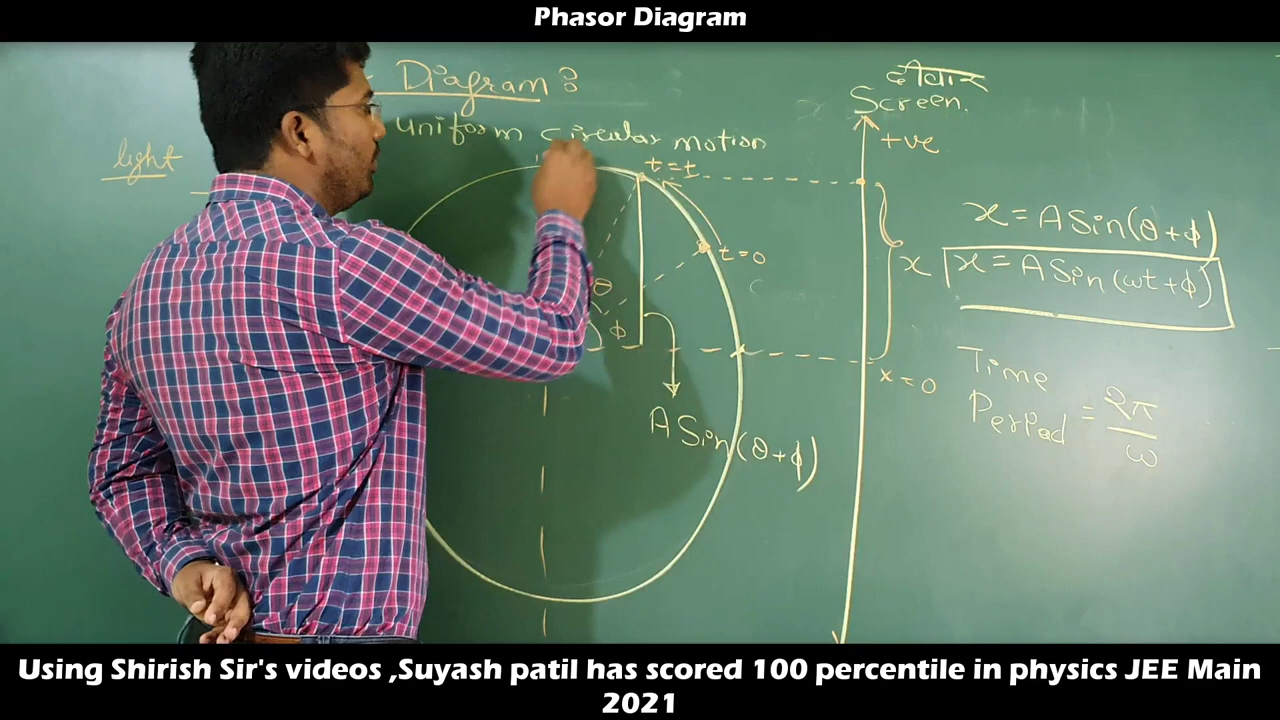 Phasor Diagram
Diagram :
uniform circular motion
light
t=t
t=0
θ
ϕ
A Sin(θ+ϕ)
Screen.
+ve
x
x=0
x = A Sin(θ+ϕ)
x = A Sin(ωt+ϕ)
Time
Period = 2π
ω
Using Shirish Sir's videos ,Suyash patil has scored 100 percentile in physics JEE Main
2021